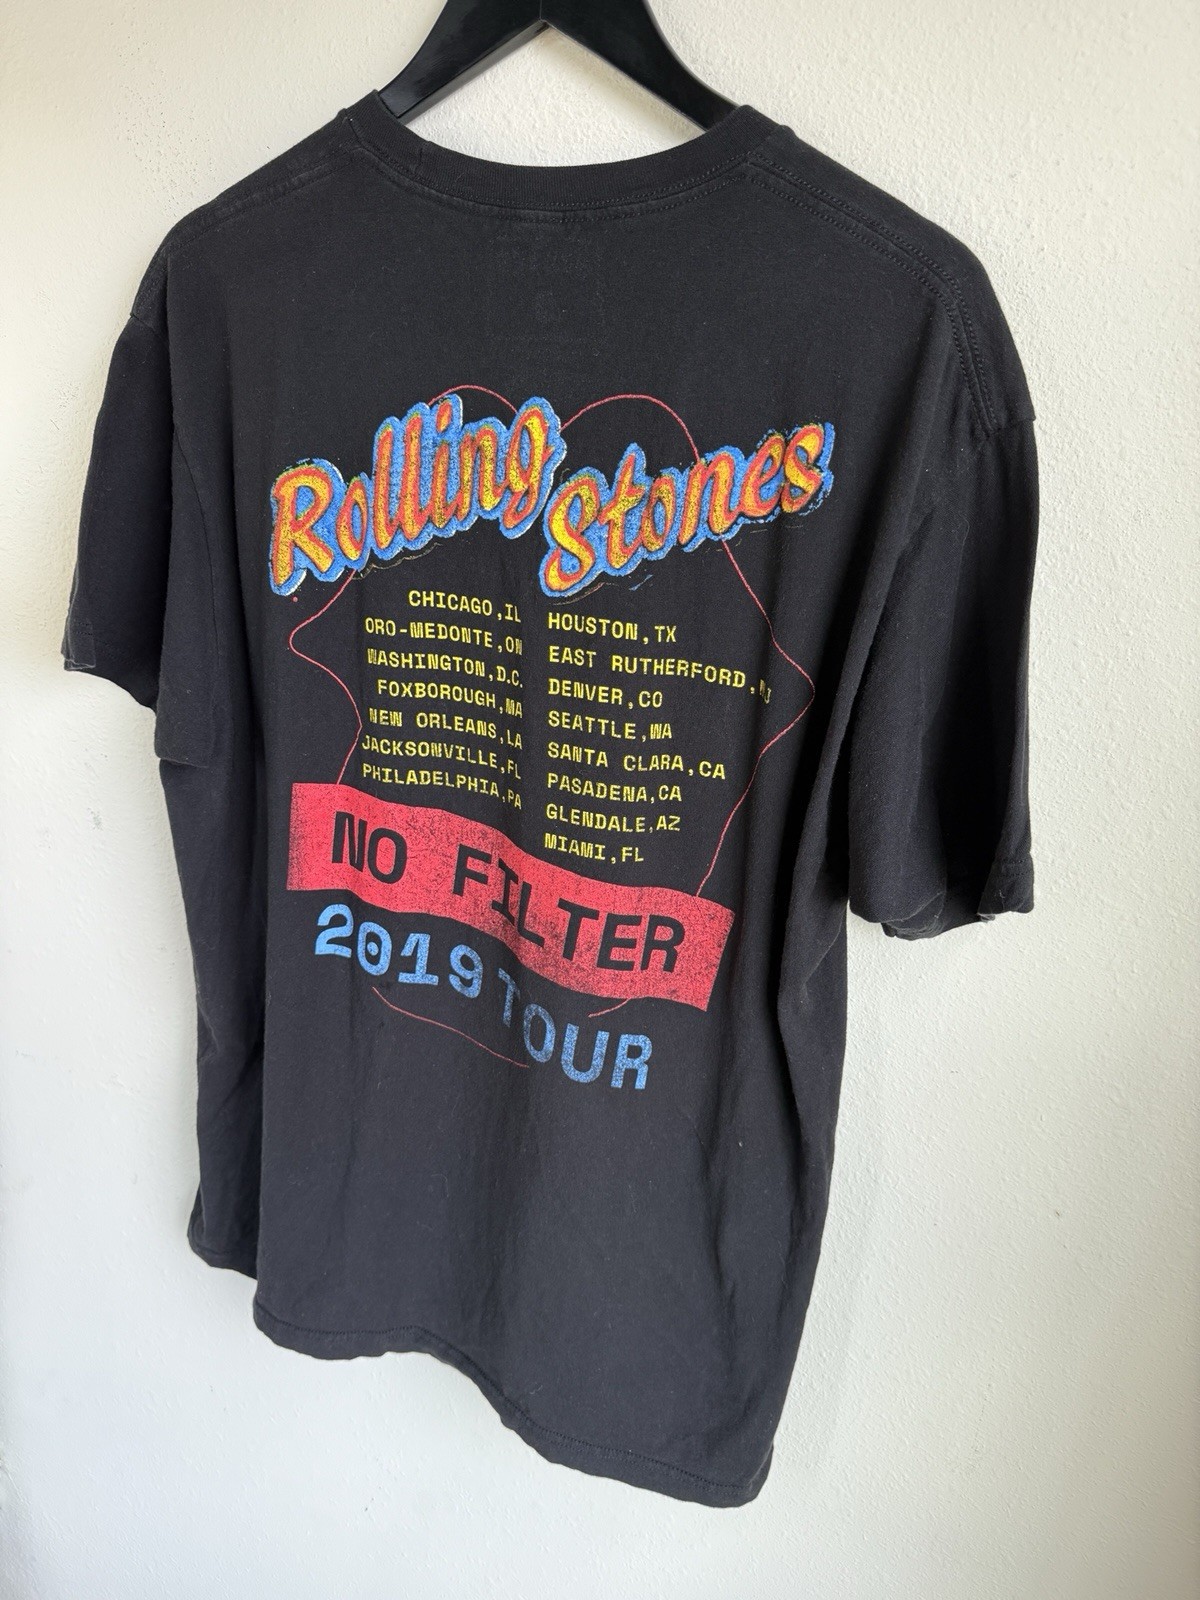 Rolling Stones
CHICAGO,IL
ORO-MEDONTE,ON
WASHINGTON,D.C.
FOXBOROUGH,MA
NEW ORLEANS,LA
JACKSONVILLE,FL
PHILADELPHIA,PA
HOUSTON,TX
EAST RUTHERFORD,NJ
DENVER,CO
SEATTLE,WA
SANTA CLARA,CA
PASADENA,CA
GLENDALE,AZ
MIAMI,FL
NO FILTER
2019 TOUR